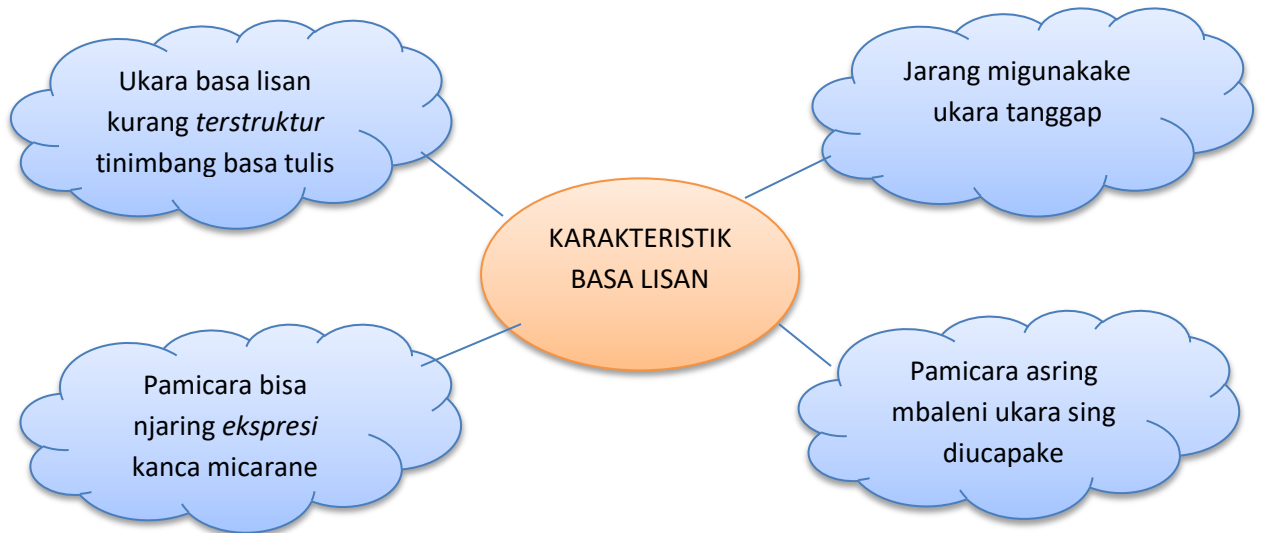 Ukara basa lisan
kurang terstruktur
tinimbang basa tulis
Jarang migunakake
ukara tanggap
KARAKTERISTIK
BASA LISAN
Pamicara bisa
njaring ekspresi
kanca micarane
Pamicara asring
mbaleni ukara sing
diucapake